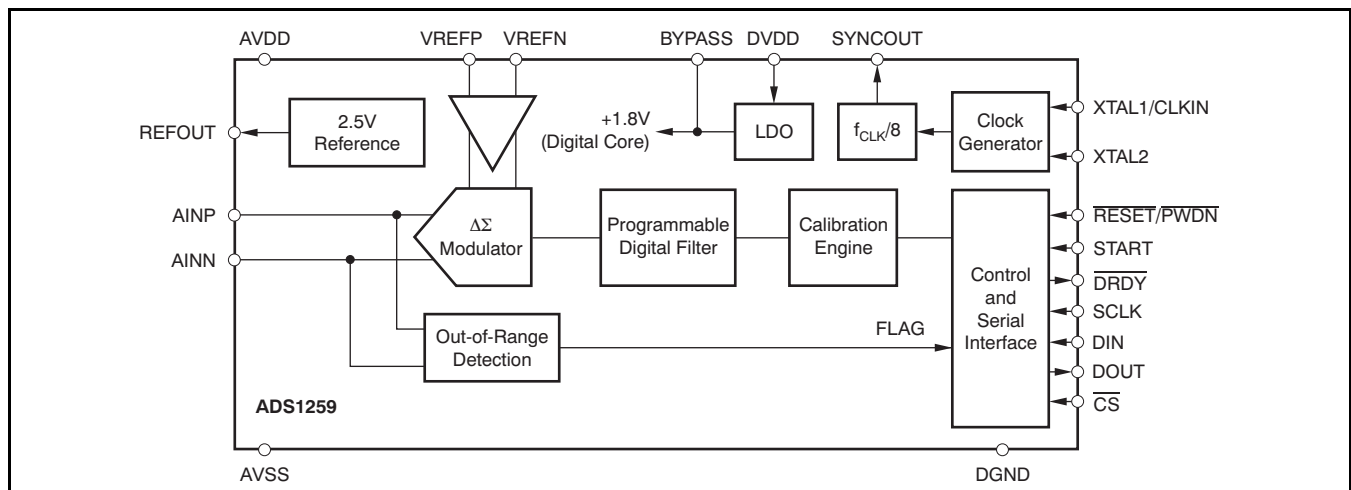 AVDD
VREFP
VREFN
BYPASS
DVDD
SYNCOUT
REFOUT
2.5V
Reference
+1.8V
(Digital Core)
LDO
fCLK/8
Clock
Generator
XTAL1/CLKIN
XTAL2
AINP
AINN
ΔΣ
Modulator
Programmable
Digital Filter
Calibration
Engine
Control
and
Serial
Interface
RESET/PWDN
START
DRDY
SCLK
DIN
DOUT
CS
Out-of-Range
Detection
FLAG
ADS1259
AVSS
DGND